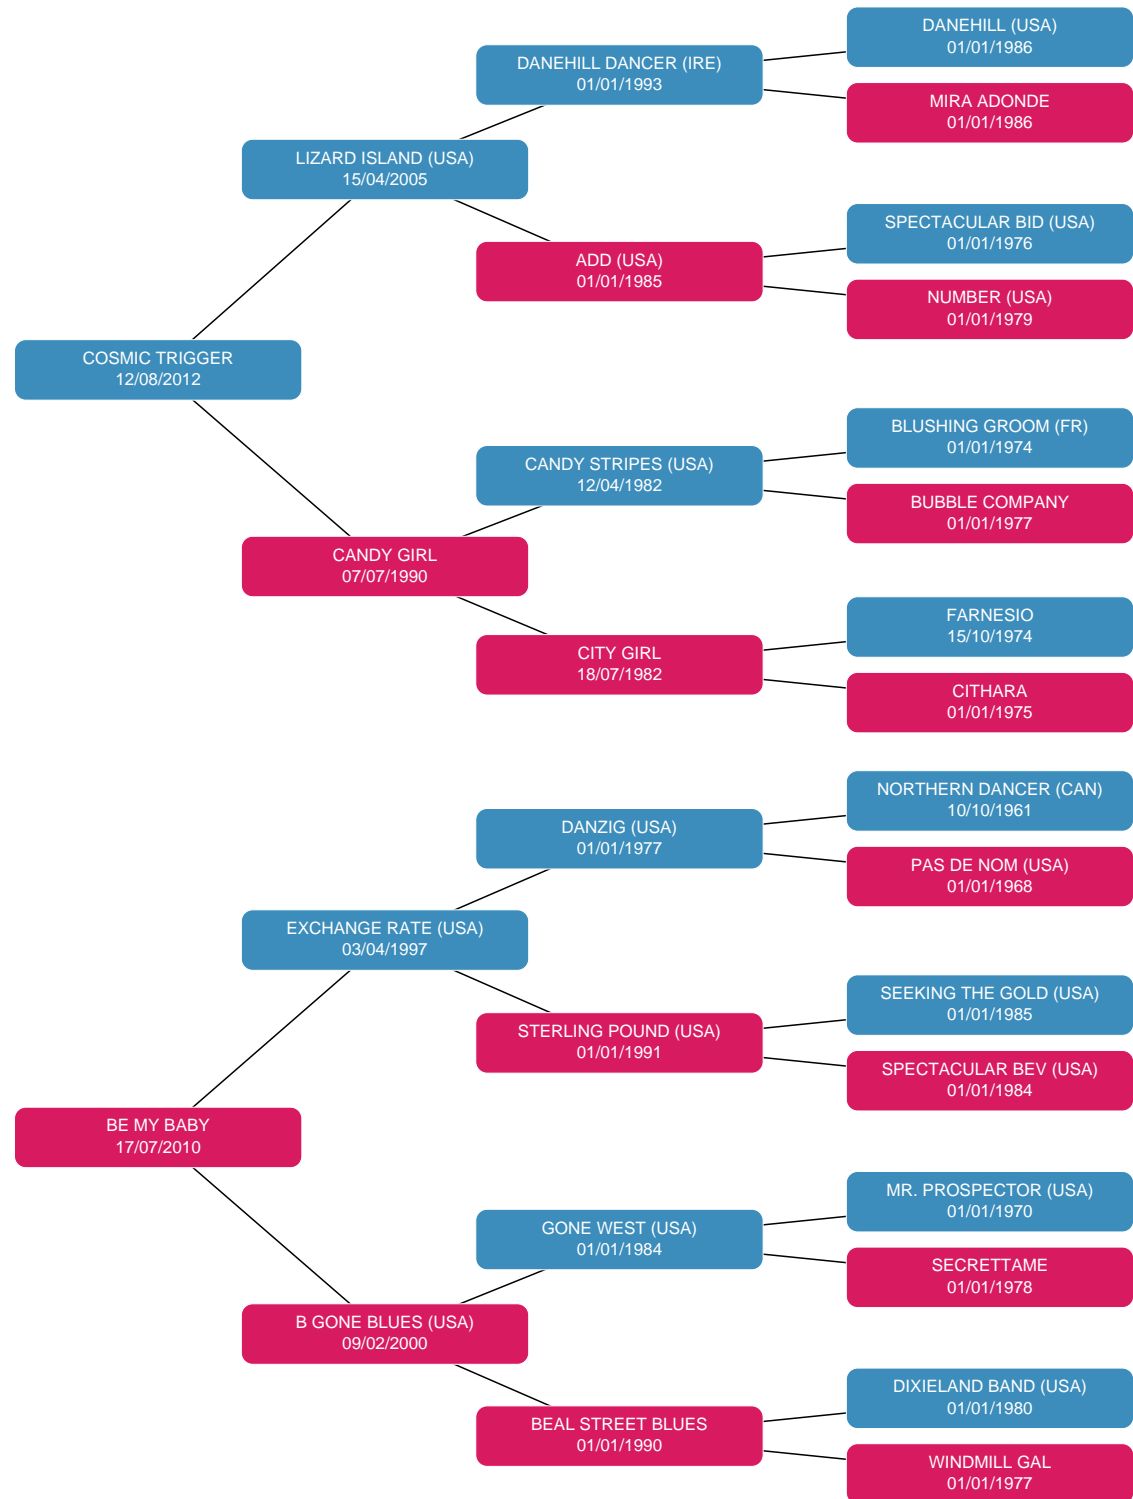 DANEHILL (USA)
01/01/1986
DANEHILL DANCER (IRE)
01/01/1993
MIRA ADONDE
01/01/1986
LIZARD ISLAND (USA)
15/04/2005
SPECTACULAR BID (USA)
01/01/1976
ADD (USA)
01/01/1985
NUMBER (USA)
01/01/1979
COSMIC TRIGGER
12/08/2012
BLUSHING GROOM (FR)
01/01/1974
CANDY STRIPES (USA)
12/04/1982
BUBBLE COMPANY
01/01/1977
CANDY GIRL
07/07/1990
FARNESIO
15/10/1974
CITY GIRL
18/07/1982
CITHARA
01/01/1975
NORTHERN DANCER (CAN)
10/10/1961
DANZIG (USA)
01/01/1977
PAS DE NOM (USA)
01/01/1968
EXCHANGE RATE (USA)
03/04/1997
SEEKING THE GOLD (USA)
01/01/1985
STERLING POUND (USA)
01/01/1991
SPECTACULAR BEV (USA)
01/01/1984
BE MY BABY
17/07/2010
MR. PROSPECTOR (USA)
01/01/1970
GONE WEST (USA)
01/01/1984
SECRETTAME
01/01/1978
B GONE BLUES (USA)
09/02/2000
DIXIELAND BAND (USA)
01/01/1980
BEAL STREET BLUES
01/01/1990
WINDMILL GAL
01/01/1977